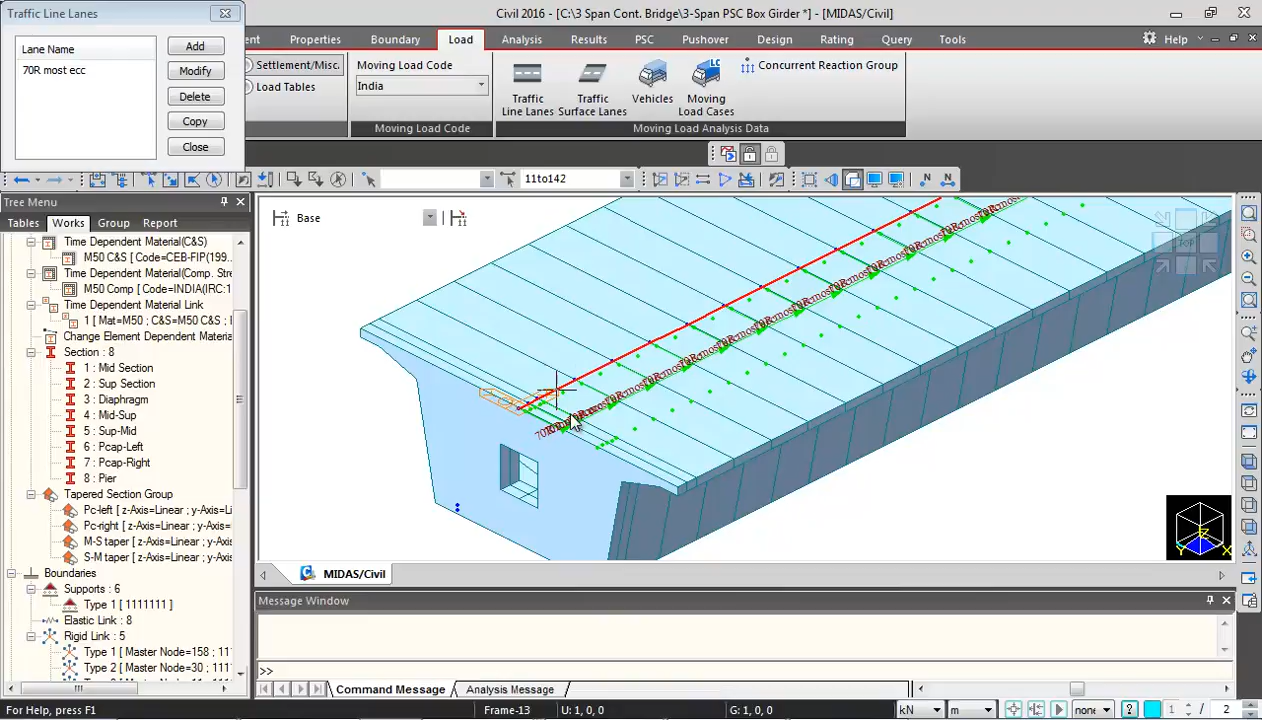 Traffic Line Lanes
Civil 2016 - [C:\3 Span Cont. Bridge\3-Span PSC Box Girder *] - [MIDAS/Civil]
Lane Name
70R most ecc
Add
Modify
Delete
Copy
Close
Properties
Boundary
Load
Analysis
Results
PSC
Pushover
Design
Rating
Query
Tools
Help
Settlement/Misc.
Load Tables
Moving Load Code
India
Moving Load Code
Traffic Line Lanes
Traffic Surface Lanes
Vehicles
Moving Load Cases
Concurrent Reaction Group
Moving Load Analysis Data
11to142
Tree Menu
Tables
Works
Group
Report
Time Dependent Material(C&S)
M50 C&S [ Code=CEB-FIP(199...
Time Dependent Material(Comp. Stre
M50 Comp [ Code=INDIA(IRC:1
Time Dependent Material Link
1 [ Mat=M50 ; C&S=M50 C&S ;
Change Element Dependent Materia
Section : 8
1 : Mid Section
2 : Sup Section
3 : Diaphragm
4 : Mid-Sup
5 : Sup-Mid
6 : Pcap-Left
7 : Pcap-Right
8 : Pier
Tapered Section Group
Pc-left [ z-Axis=Linear ; y-Axis=
Pc-right [ z-Axis=Linear ; y-Axis
M-S taper [ z-Axis=Linear ; y-Ax
S-M taper [ z-Axis=Linear ; y-Ax
Boundaries
Supports : 6
Type 1 [ 1111111 ]
Elastic Link : 8
Rigid Link : 5
Type 1 [ Master Node=158 ; 11
Type 2 [ Master Node=30 ; 111
Base
TOP
MIDAS/Civil
Message Window
>>
Command Message
Analysis Message
For Help, press F1
Frame-13
U: 1, 0, 0
G: 1, 0, 0
kN
m
none
1
/ 2